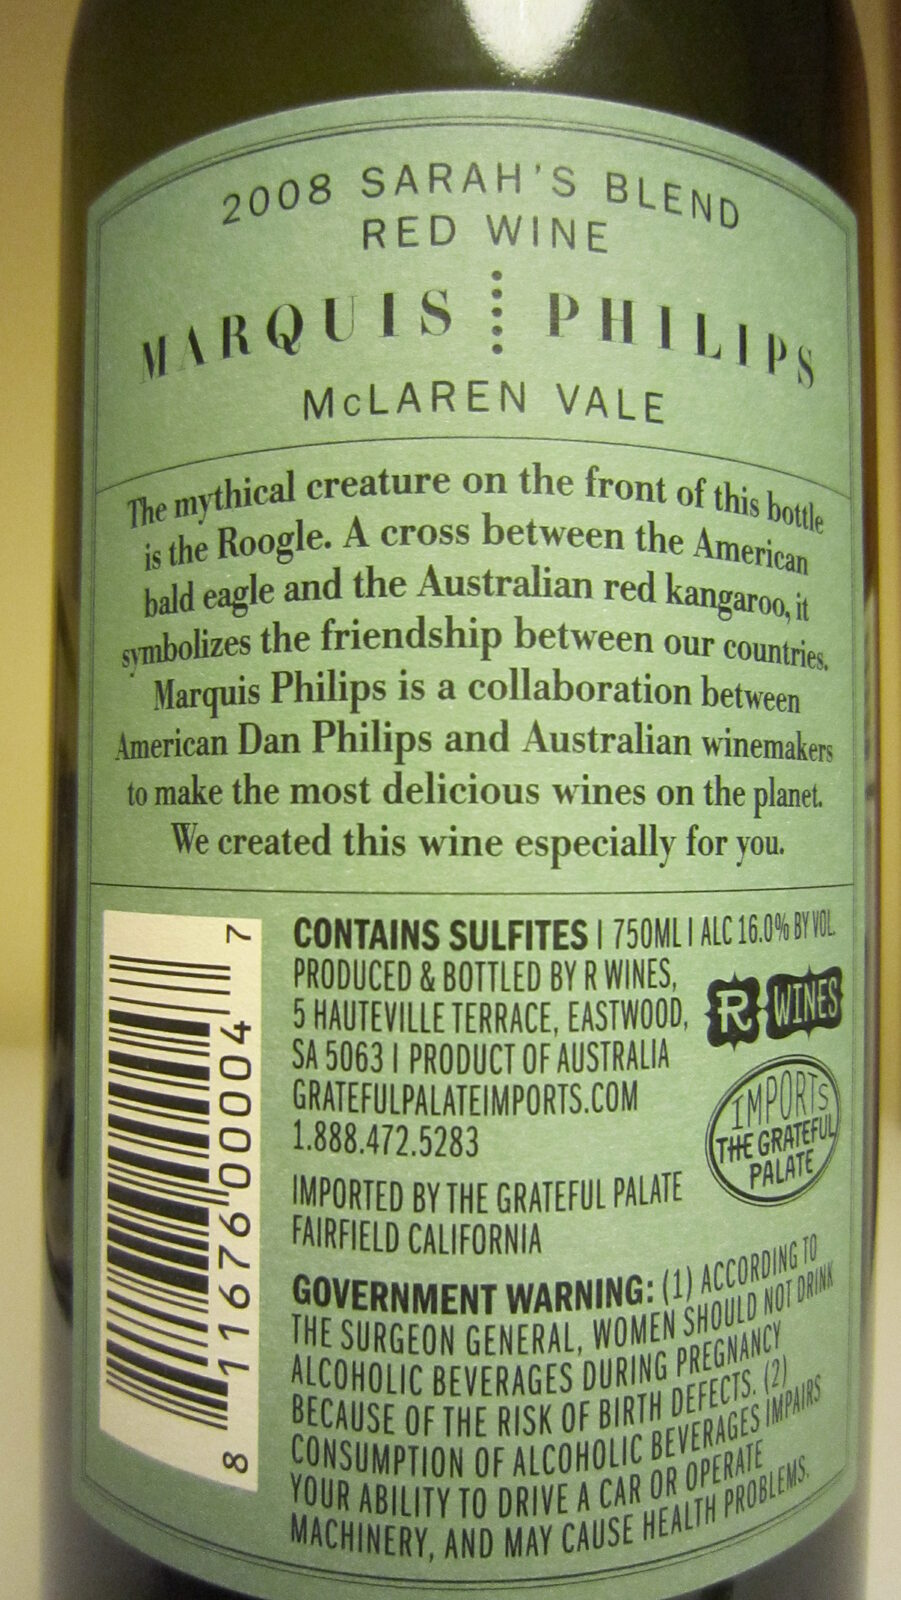 2008 SARAH'S BLEND
RED WINE
MARQUIS PHILIPS
McLAREN VALE
The mythical creature on the front of this bottle
is the Roogle. A cross between the American
bald eagle and the Australian red kangaroo, it
symbolizes the friendship between our countries.
Marquis Philips is a collaboration between
American Dan Philips and Australian winemakers
to make the most delicious wines on the planet.
We created this wine especially for you.
8 11676 00004 7
CONTAINS SULFITES | 750ML | ALC 16.0% BY VOL.
PRODUCED & BOTTLED BY R WINES,
5 HAUTEVILLE TERRACE, EASTWOOD,
SA 5063 | PRODUCT OF AUSTRALIA
GRATEFULPALATEIMPORTS.COM
1.888.472.5283
R WINES
IMPORTS
THE GRATEFUL
PALATE
IMPORTED BY THE GRATEFUL PALATE
FAIRFIELD CALIFORNIA
GOVERNMENT WARNING: (1) ACCORDING TO
THE SURGEON GENERAL, WOMEN SHOULD NOT DRINK
ALCOHOLIC BEVERAGES DURING PREGNANCY
BECAUSE OF THE RISK OF BIRTH DEFECTS. (2)
CONSUMPTION OF ALCOHOLIC BEVERAGES IMPAIRS
YOUR ABILITY TO DRIVE A CAR OR OPERATE
MACHINERY, AND MAY CAUSE HEALTH PROBLEMS.